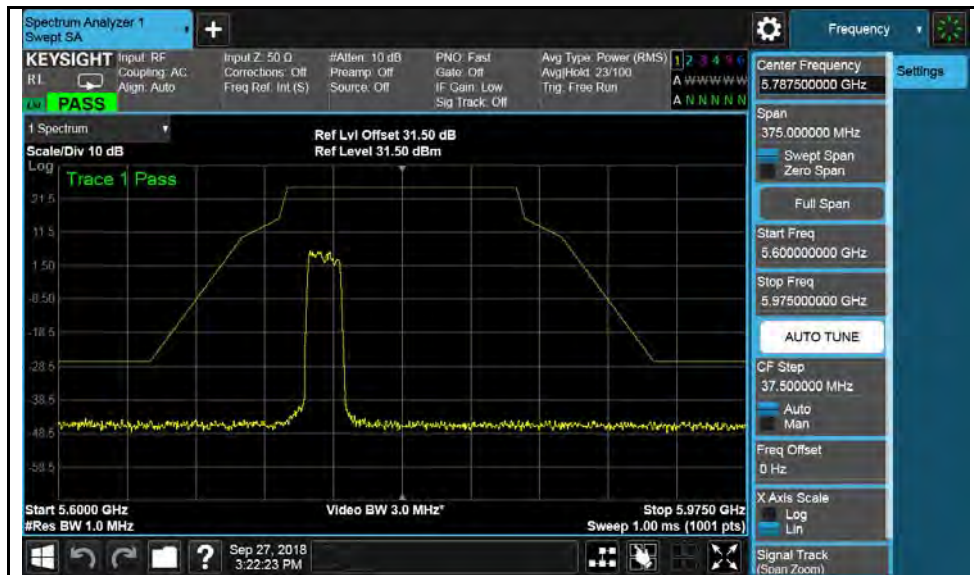 Spectrum Analyzer 1
Swept SA
+
Frequency
KEYSIGHT
RL
PASS
Input: RF
Coupling: AC
Align: Auto
Input Z: 50 Ω
Corrections: Off
Freq Ref: Int (S)
#Atten: 10 dB
Preamp: Off
Source: Off
PNO: Fast
Gate: Off
IF Gain: Low
Sig Track: Off
Avg Type: Power (RMS)
Avg|Hold: 23/100
Trig: Free Run
1 2 3 4 5 6
A W W W W W
A N N N N N
1 Spectrum
Scale/Div 10 dB
Ref Lvl Offset 31.50 dB
Ref Level 31.50 dBm
Log
Trace 1 Pass
21.5
11.5
1.50
-8.50
-18.5
-28.5
-38.5
-48.5
-58.5
Start 5.6000 GHz
#Res BW 1.0 MHz
Video BW 3.0 MHz*
Stop 5.9750 GHz
Sweep 1.00 ms (1001 pts)
?
Sep 27, 2018
3:22:23 PM
Center Frequency
5.787500000 GHz
Span
375.000000 MHz
Swept Span
Zero Span
Full Span
Start Freq
5.600000000 GHz
Stop Freq
5.975000000 GHz
AUTO TUNE
CF Step
37.500000 MHz
Auto
Man
Freq Offset
0 Hz
X Axis Scale
Log
Lin
Signal Track
(Span Zoom)
Settings